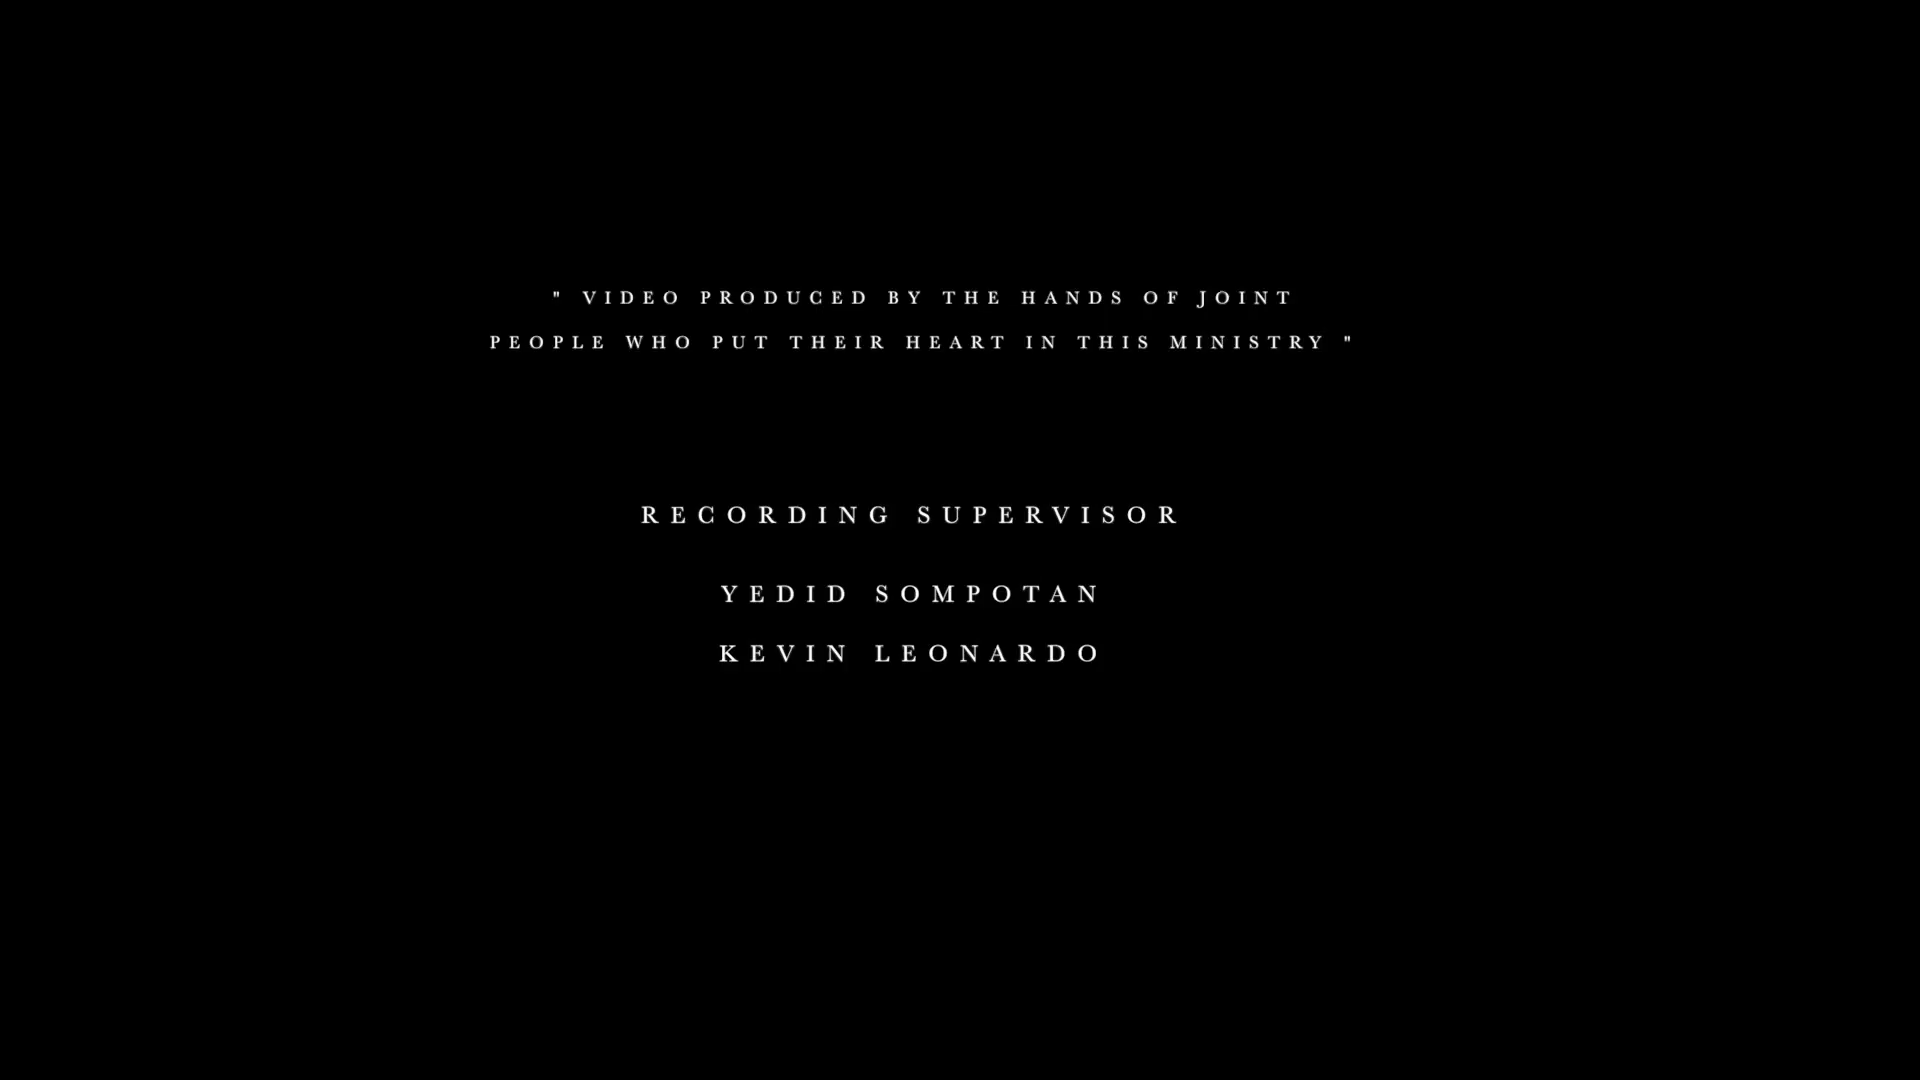 " VIDEO PRODUCED BY THE HANDS OF JOINT
PEOPLE WHO PUT THEIR HEART IN THIS MINISTRY "
RECORDING SUPERVISOR
YEDID SOMPOTAN
KEVIN LEONARDO